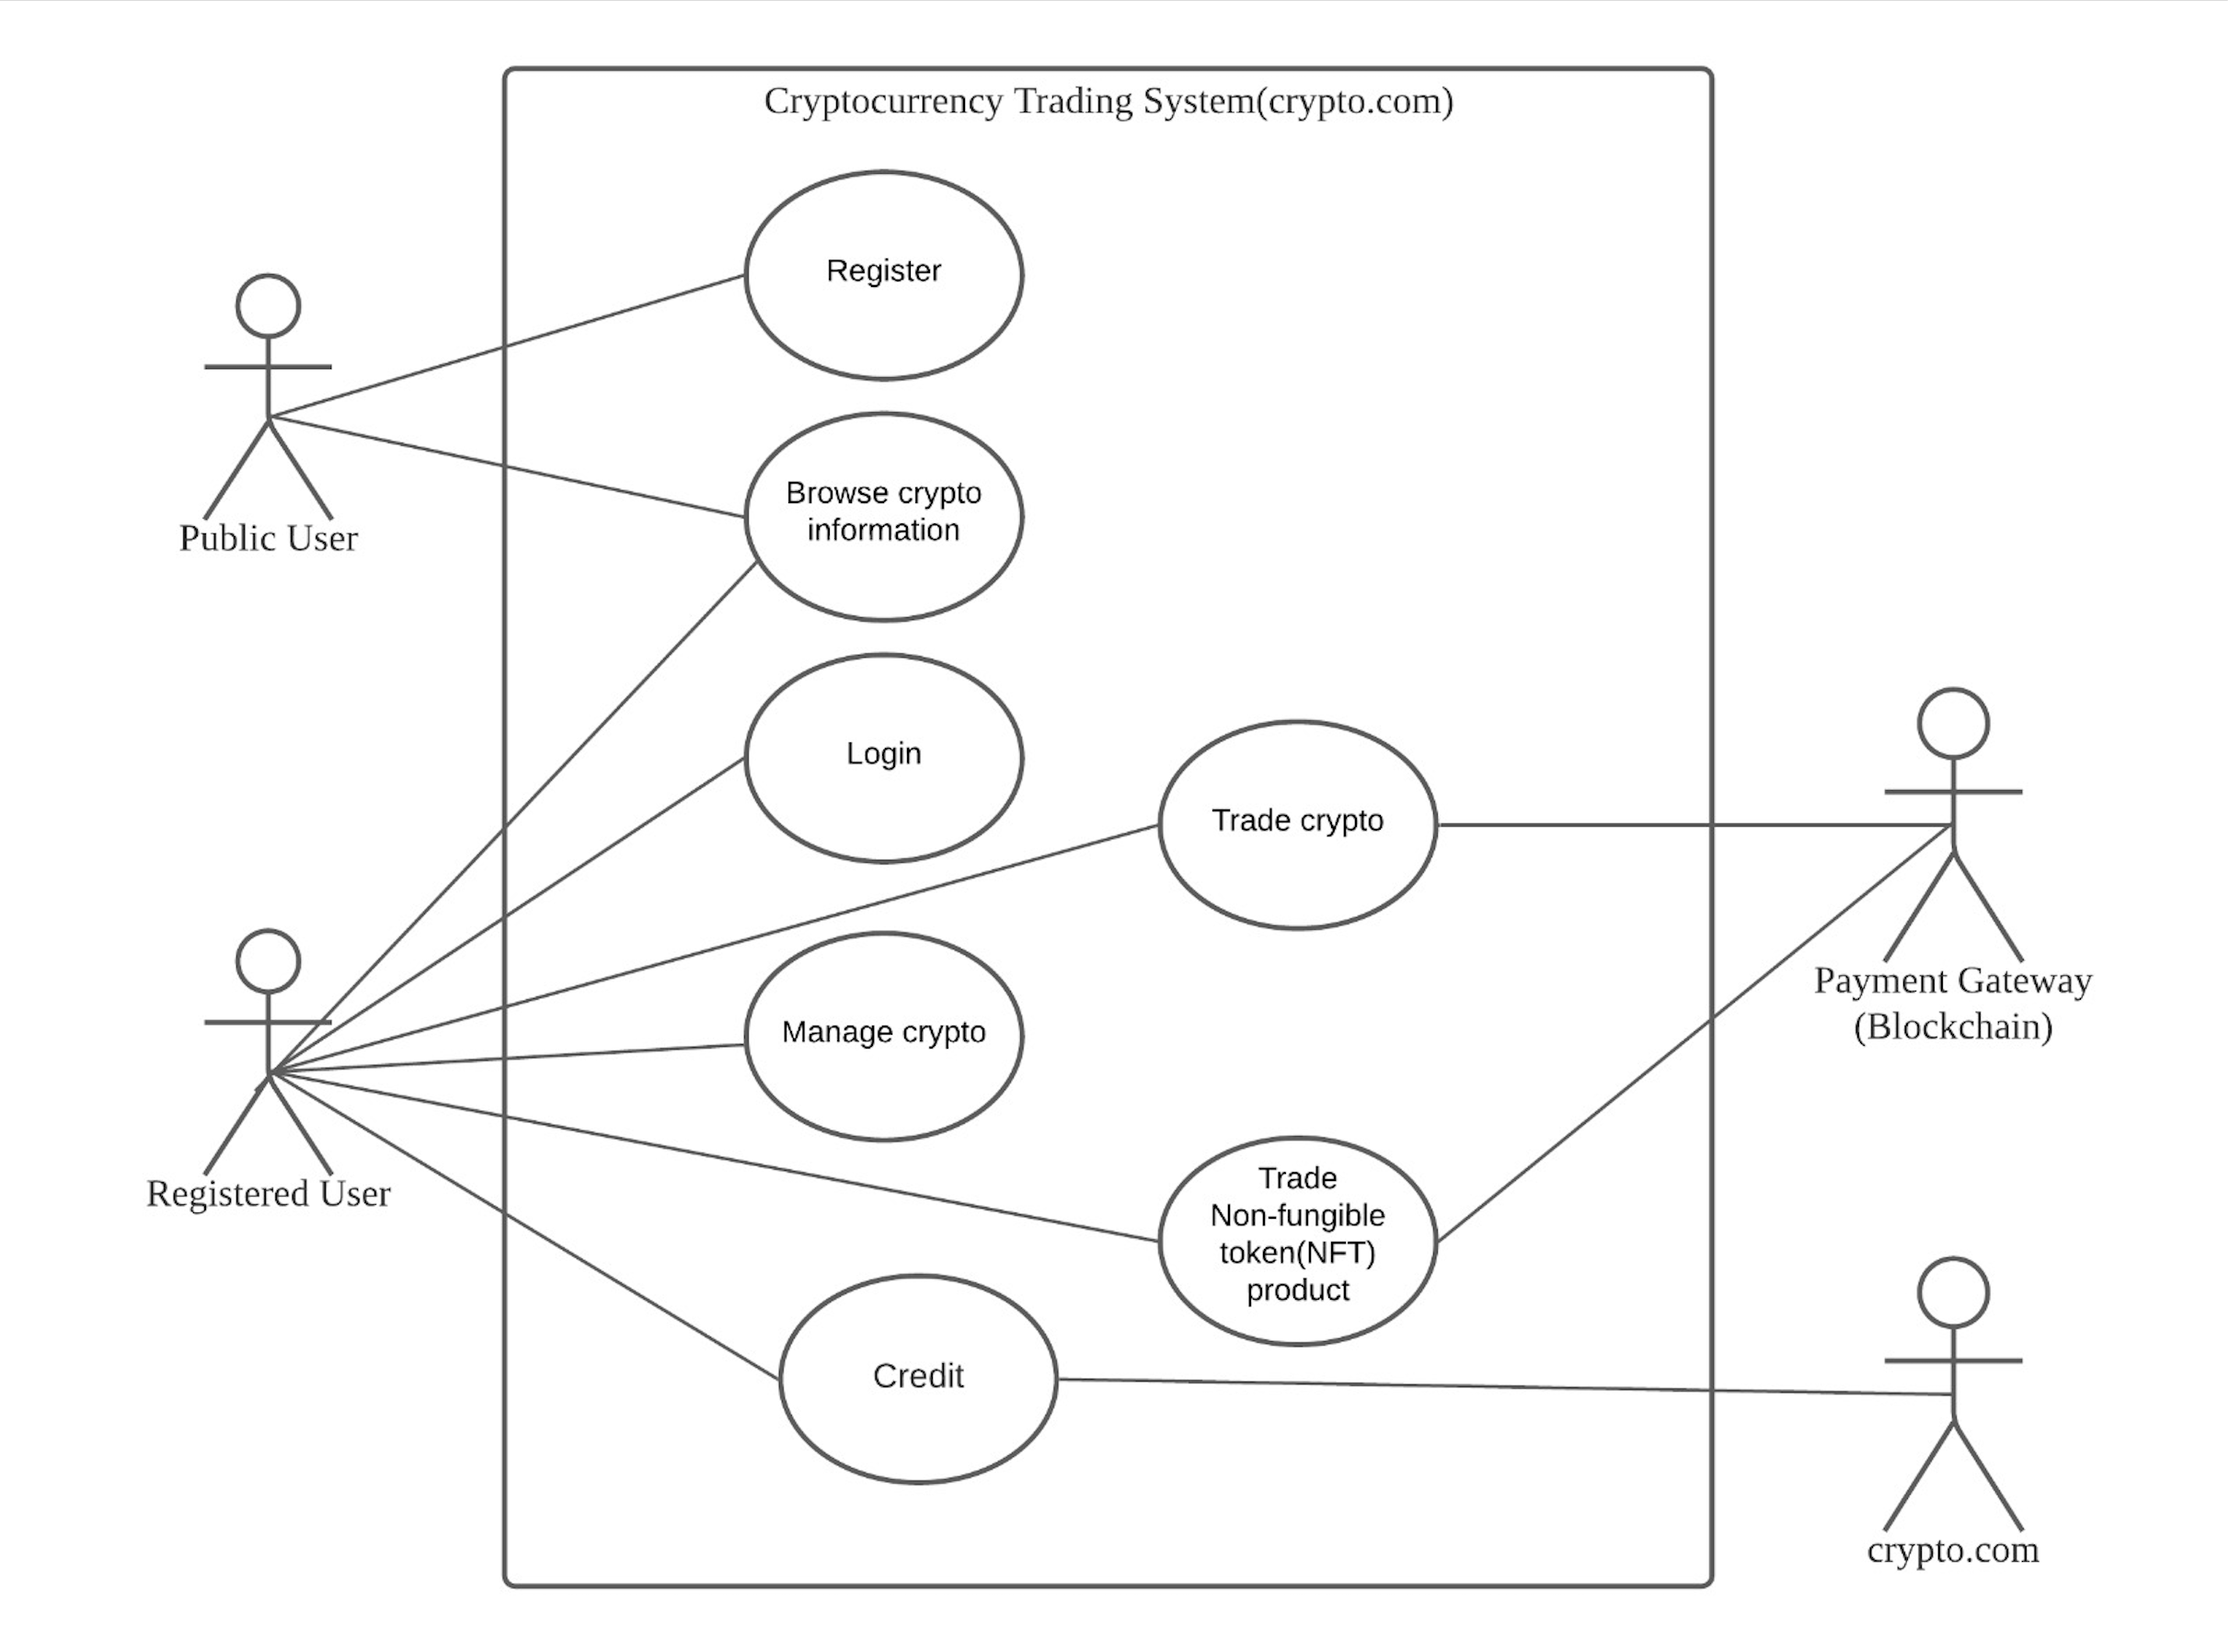 Cryptocurrency Trading System(crypto.com)
Register
Public User
Browse crypto
information
Login
Trade crypto
Payment Gateway
(Blockchain)
Registered User
Manage crypto
Trade
Non-fungible
token(NFT)
product
Credit
crypto.com